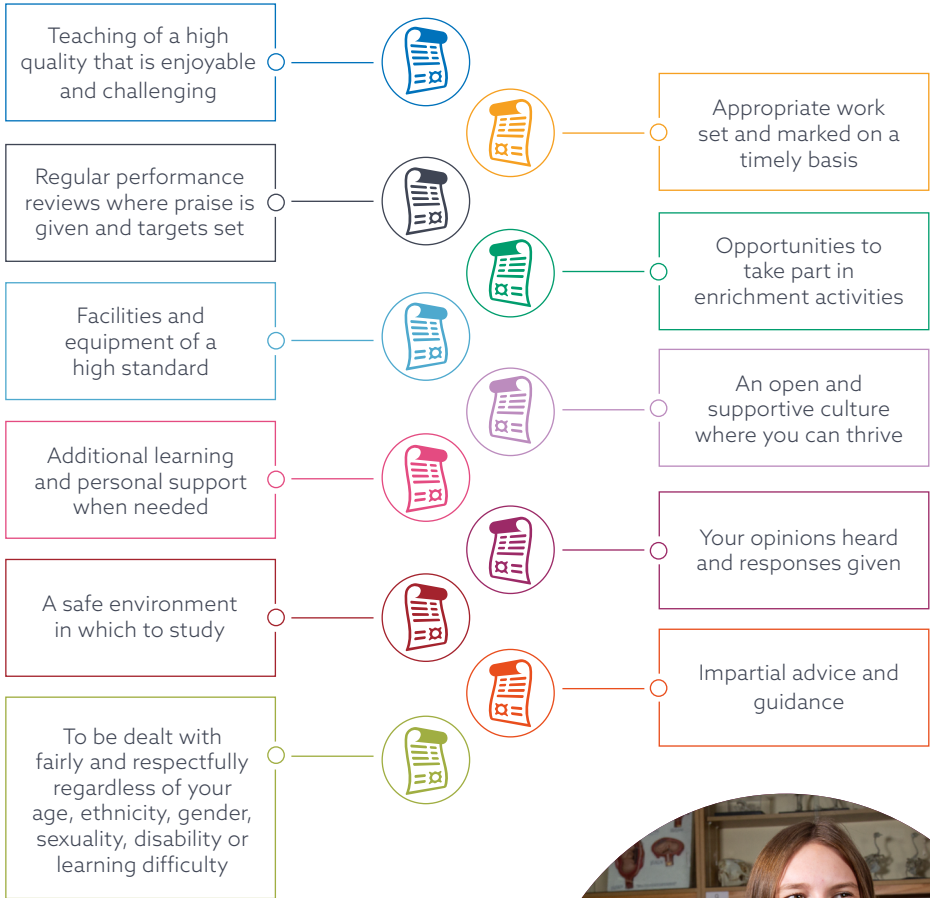 Teaching of a high
quality that is enjoyable
and challenging
Appropriate work
set and marked on a
timely basis
Regular performance
reviews where praise is
given and targets set
Opportunities to
take part in
enrichment activities
Facilities and
equipment of a
high standard
An open and
supportive culture
where you can thrive
Additional learning
and personal support
when needed
Your opinions heard
and responses given
A safe environment
in which to study
Impartial advice and
guidance
To be dealt with
fairly and respectfully
regardless of your
age, ethnicity, gender,
sexuality, disability or
learning difficulty